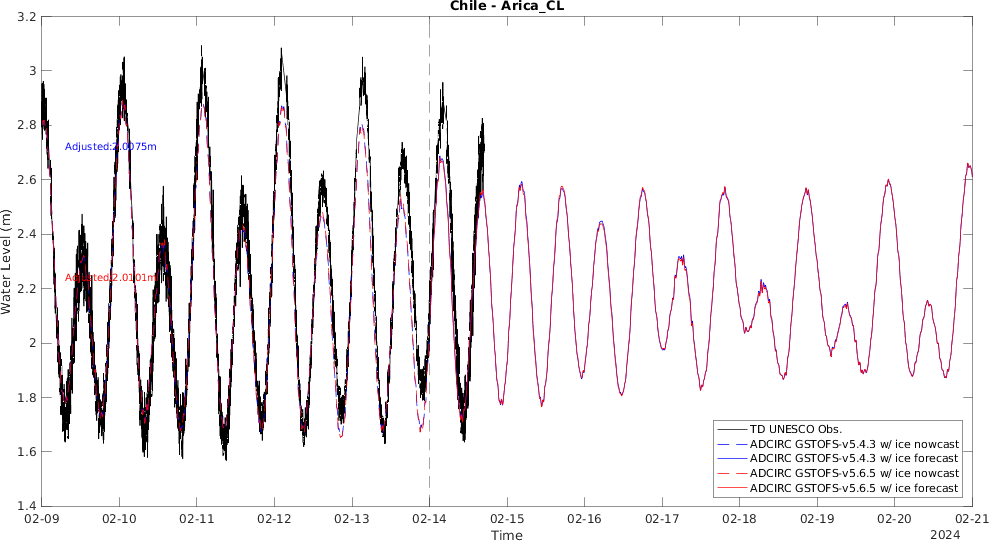 Chile - Arica_CL
3.2
3
2.8
2.6
2.4
2.2
2
1.8
1.6
1.4
Water Level (m)
Adjusted:2.0075m
Adjusted:2.0101m
TD UNESCO Obs.
ADCIRC GSTOFS-v5.4.3 w/ ice nowcast
ADCIRC GSTOFS-v5.4.3 w/ ice forecast
ADCIRC GSTOFS-v5.6.5 w/ ice nowcast
ADCIRC GSTOFS-v5.6.5 w/ ice forecast
02-09 02-10 02-11 02-12 02-13 02-14 02-15 02-16 02-17 02-18 02-19 02-20 02-21
Time
2024